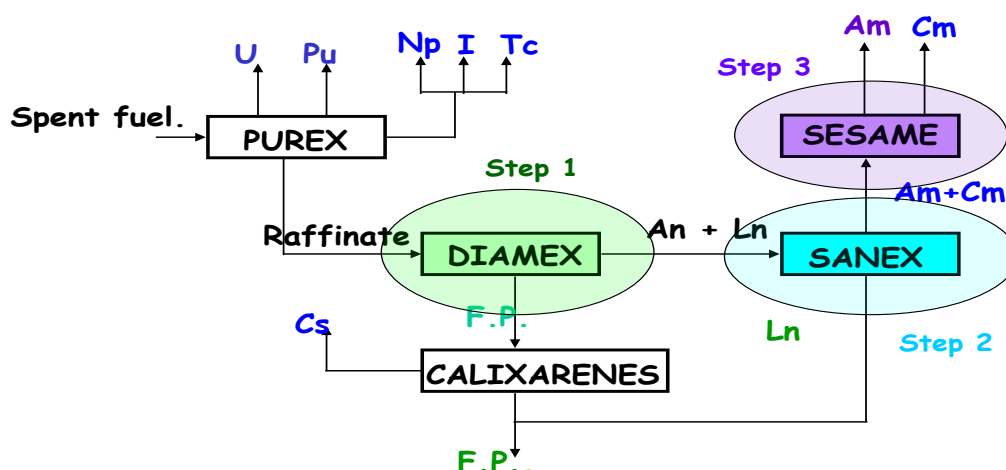 Am Cm
Np I Tc
U Pu
Step 3
Spent fuel.
PUREX
SESAME
Step 1
Am+Cm
Raffinate
An + Ln
DIAMEX
SANEX
F.P.
Cs
Ln
Step 2
CALIXARENES
F.P..